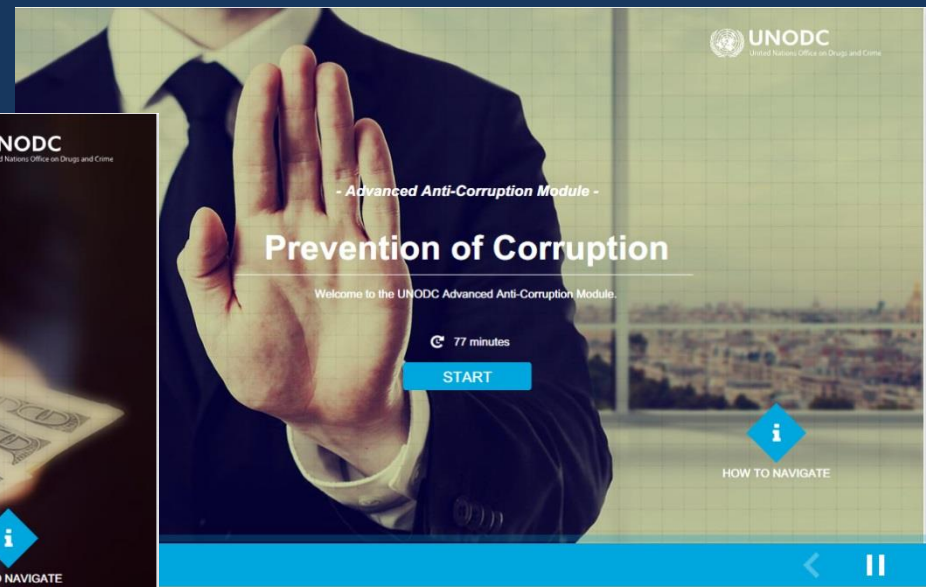 UNODC
United Nations Office on Drugs and Crime
- Advanced Anti-Corruption Module -
Prevention of Corruption
Welcome to the UNODC Advanced Anti-Corruption Module.
77 minutes
START
HOW TO NAVIGATE
NODC
Nations Office on Drugs and Crime
NAVIGATE